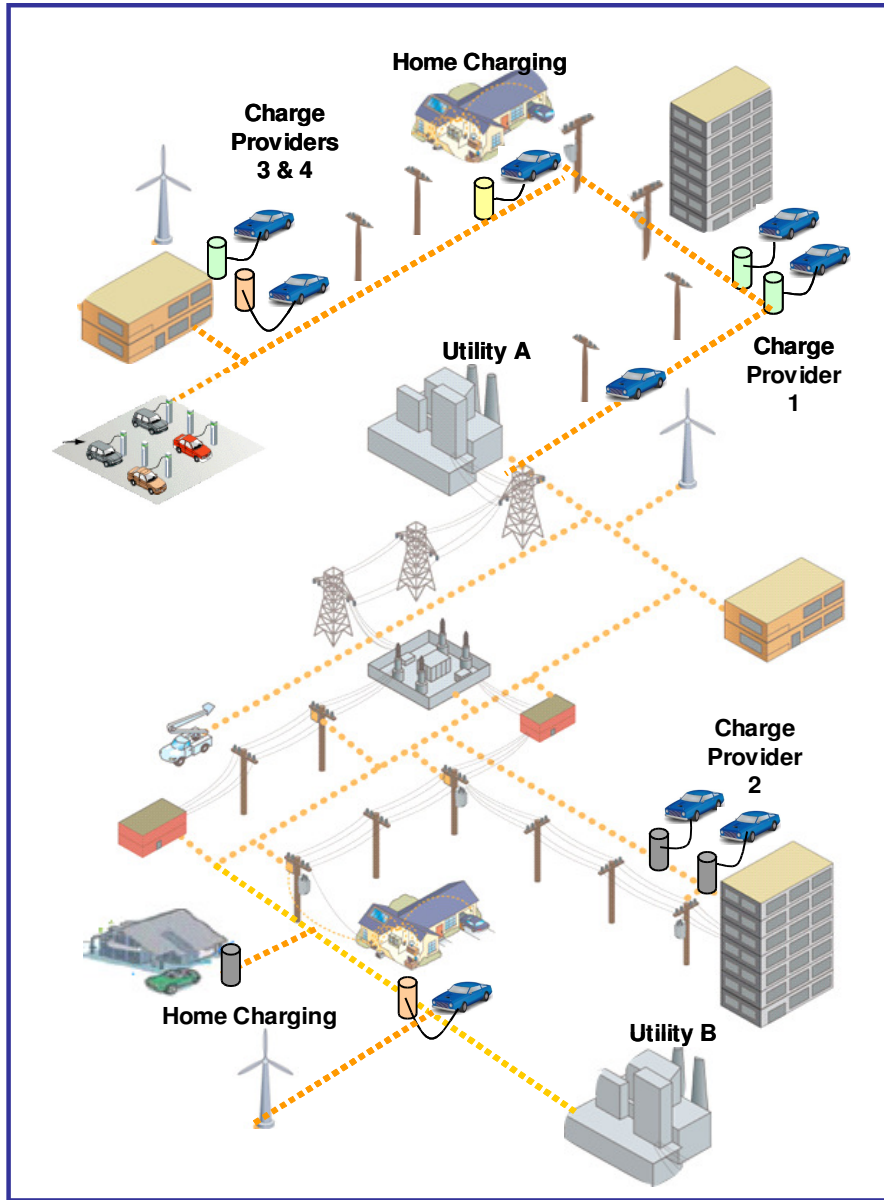 Home Charging
Charge
Providers
3 & 4
Utility A
Charge
Provider
1
Charge
Provider
2
Home Charging
Utility B